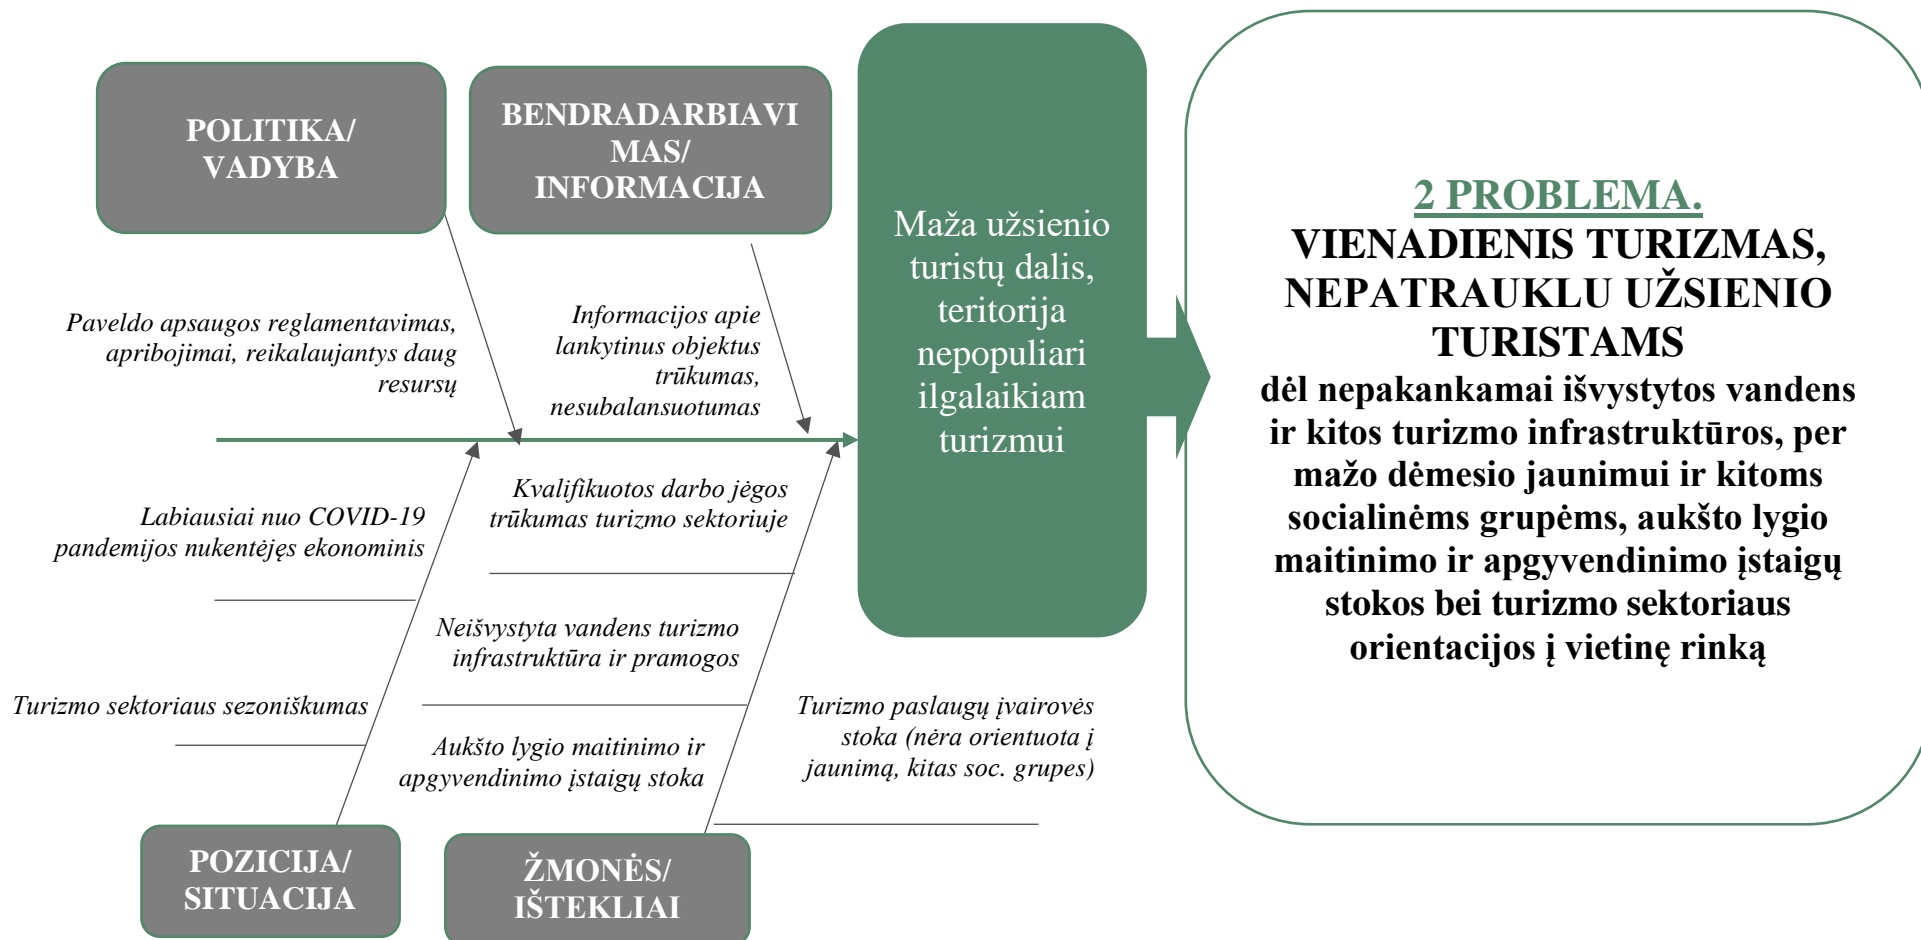 POLITIKA/
VADYBA
BENDRADARBIAVI
MAS/
INFORMACIJA
Paveldo apsaugos reglamentavimas,
apribojimai, reikalaujantys daug
resursų
Informacijos apie
lankytinus objektus
trūkumas,
nesubalansuotumas
Labiausiai nuo COVID-19
pandemijos nukentėjęs ekonominis
Turizmo sektoriaus sezoniškumas
Kvalifikuotos darbo jėgos
trūkumas turizmo sektoriuje
Neišvystyta vandens turizmo
infrastruktūra ir pramogos
Aukšto lygio maitinimo ir
apgyvendinimo įstaigų stoka
Turizmo paslaugų įvairovės
stoka (nėra orientuota į
jaunimą, kitas soc. grupes)
POZICIJA/
SITUACIJA
ŽMONĖS/
IŠTEKLIAI
Maža užsienio
turistų dalis,
teritorija
nepopuliari
ilgalaikiam
turizmui
2 PROBLEMA.
VIENADIENIS TURIZMAS,
NEPATRAUKLU UŽSIENIO
TURISTAMS
dėl nepakankamai išvystytos vandens
ir kitos turizmo infrastruktūros, per
mažo dėmesio jaunimui ir kitoms
socialinėms grupėms, aukšto lygio
maitinimo ir apgyvendinimo įstaigų
stokos bei turizmo sektoriaus
orientacijos į vietinę rinką